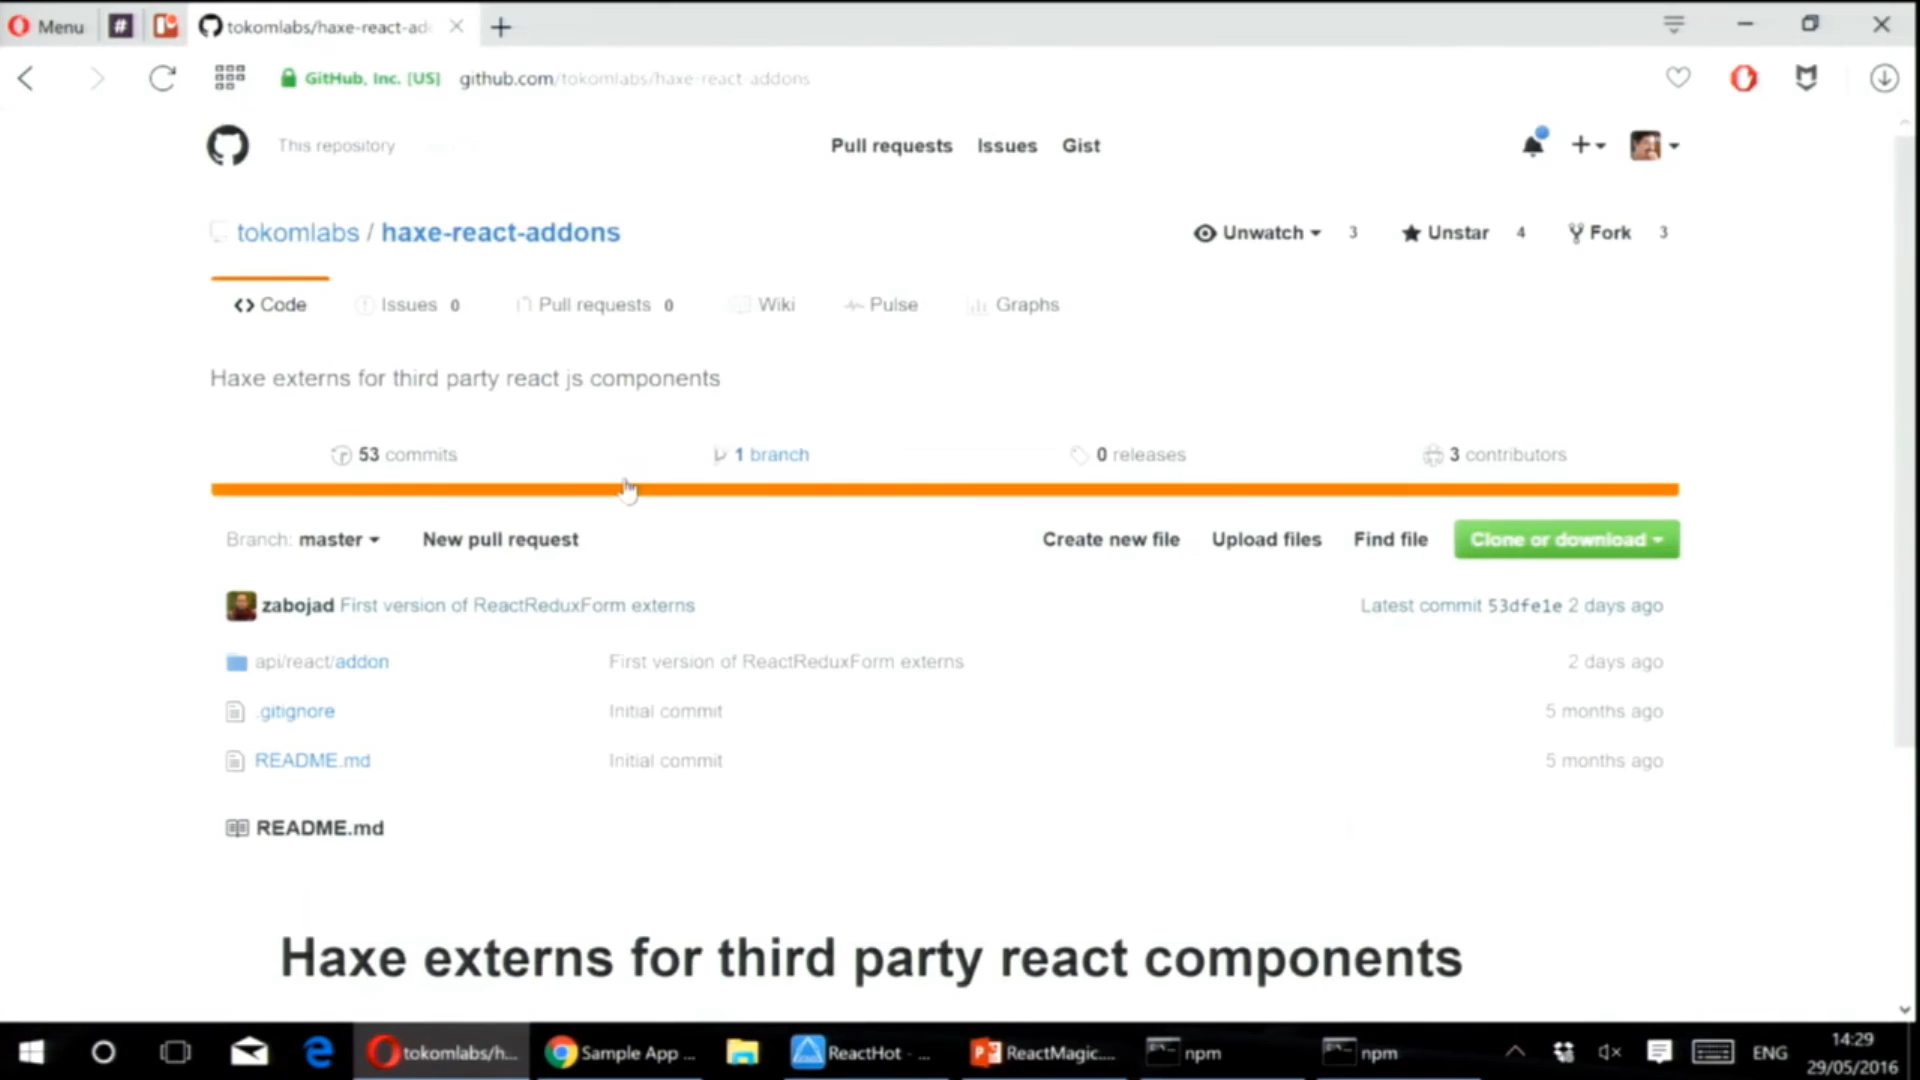 Menu # tokomlabs/haxe-react-ad
GitHub, Inc. [US] github.com/tokomlabs/haxe-react-addons
This repository Pull requests Issues Gist
tokomlabs / haxe-react-addons Unwatch 3 Unstar 4 Fork 3
Code Issues 0 Pull requests 0 Wiki Pulse Graphs
Haxe externs for third party react js components
53 commits 1 branch 0 releases 3 contributors
Branch: master New pull request Create new file Upload files Find file Clone or download
zabojad First version of ReactReduxForm externs Latest commit 53dfe1e 2 days ago
api/react/addon First version of ReactReduxForm externs 2 days ago
.gitignore Initial commit 5 months ago
README.md Initial commit 5 months ago
README.md
Haxe externs for third party react components
tokomlabs/h... Sample App ... ReactHot - ... ReactMagic.... npm npm ENG 14:29
29/05/2016